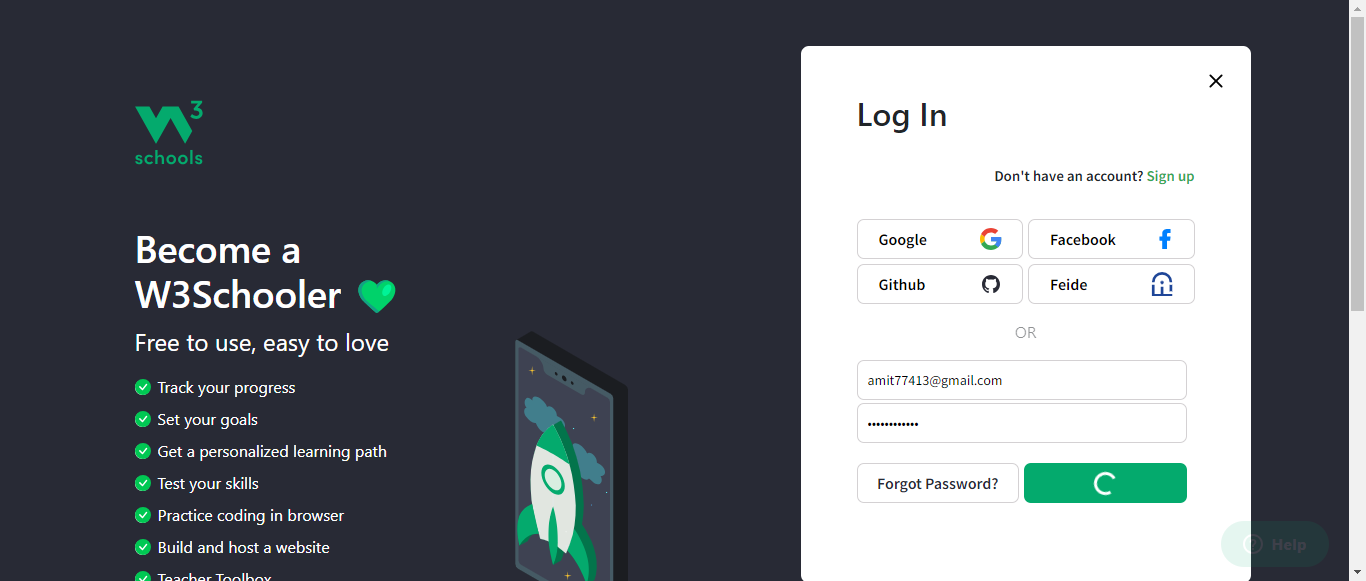 3
schools
Become a
W3Schooler
Free to use, easy to love
Track your progress
Set your goals
Get a personalized learning path
Test your skills
Practice coding in browser
Build and host a website
Teacher Toolbox
Log In
Don't have an account? Sign up
Google
Facebook
Github
Feide
OR
amit77413@gmail.com
••••••••••••
Forgot Password?
Help